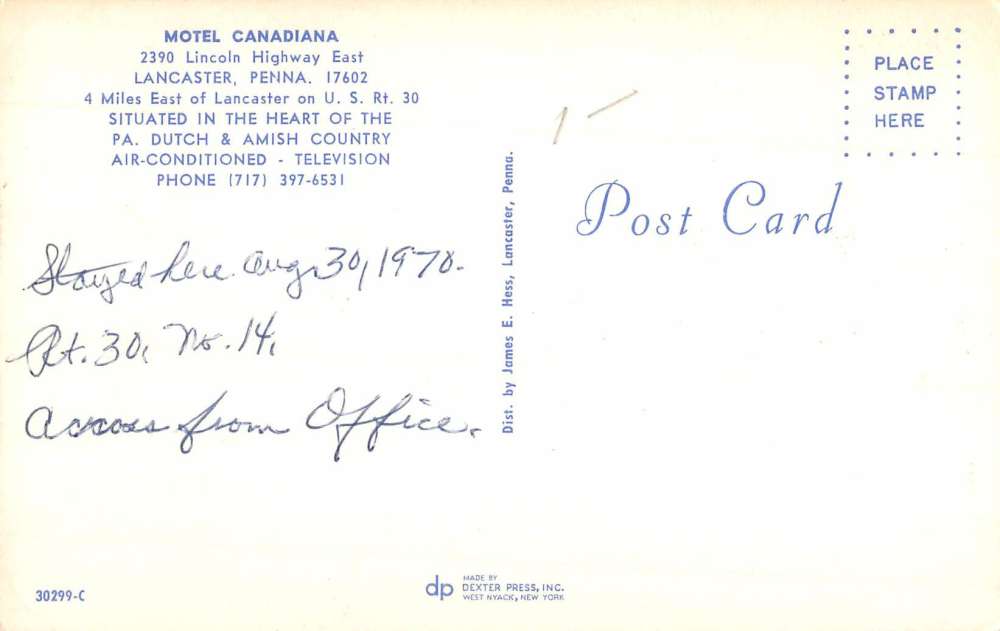 MOTEL CANADIANA
2390 Lincoln Highway East
LANCASTER, PENNA. 17602
4 Miles East of Lancaster on U. S. Rt. 30
SITUATED IN THE HEART OF THE
PA. DUTCH & AMISH COUNTRY
AIR-CONDITIONED - TELEVISION
PHONE (717) 397-6531
PLACE
STAMP
HERE
1-
Post Card
Stayed here Aug 30, 1970.
Rt. 30, No. 14,
Across from Office.
Dist. by James E. Hess, Lancaster, Penna.
30299-C
dp
MADE BY
DEXTER PRESS, INC.
WEST NYACK, NEW YORK